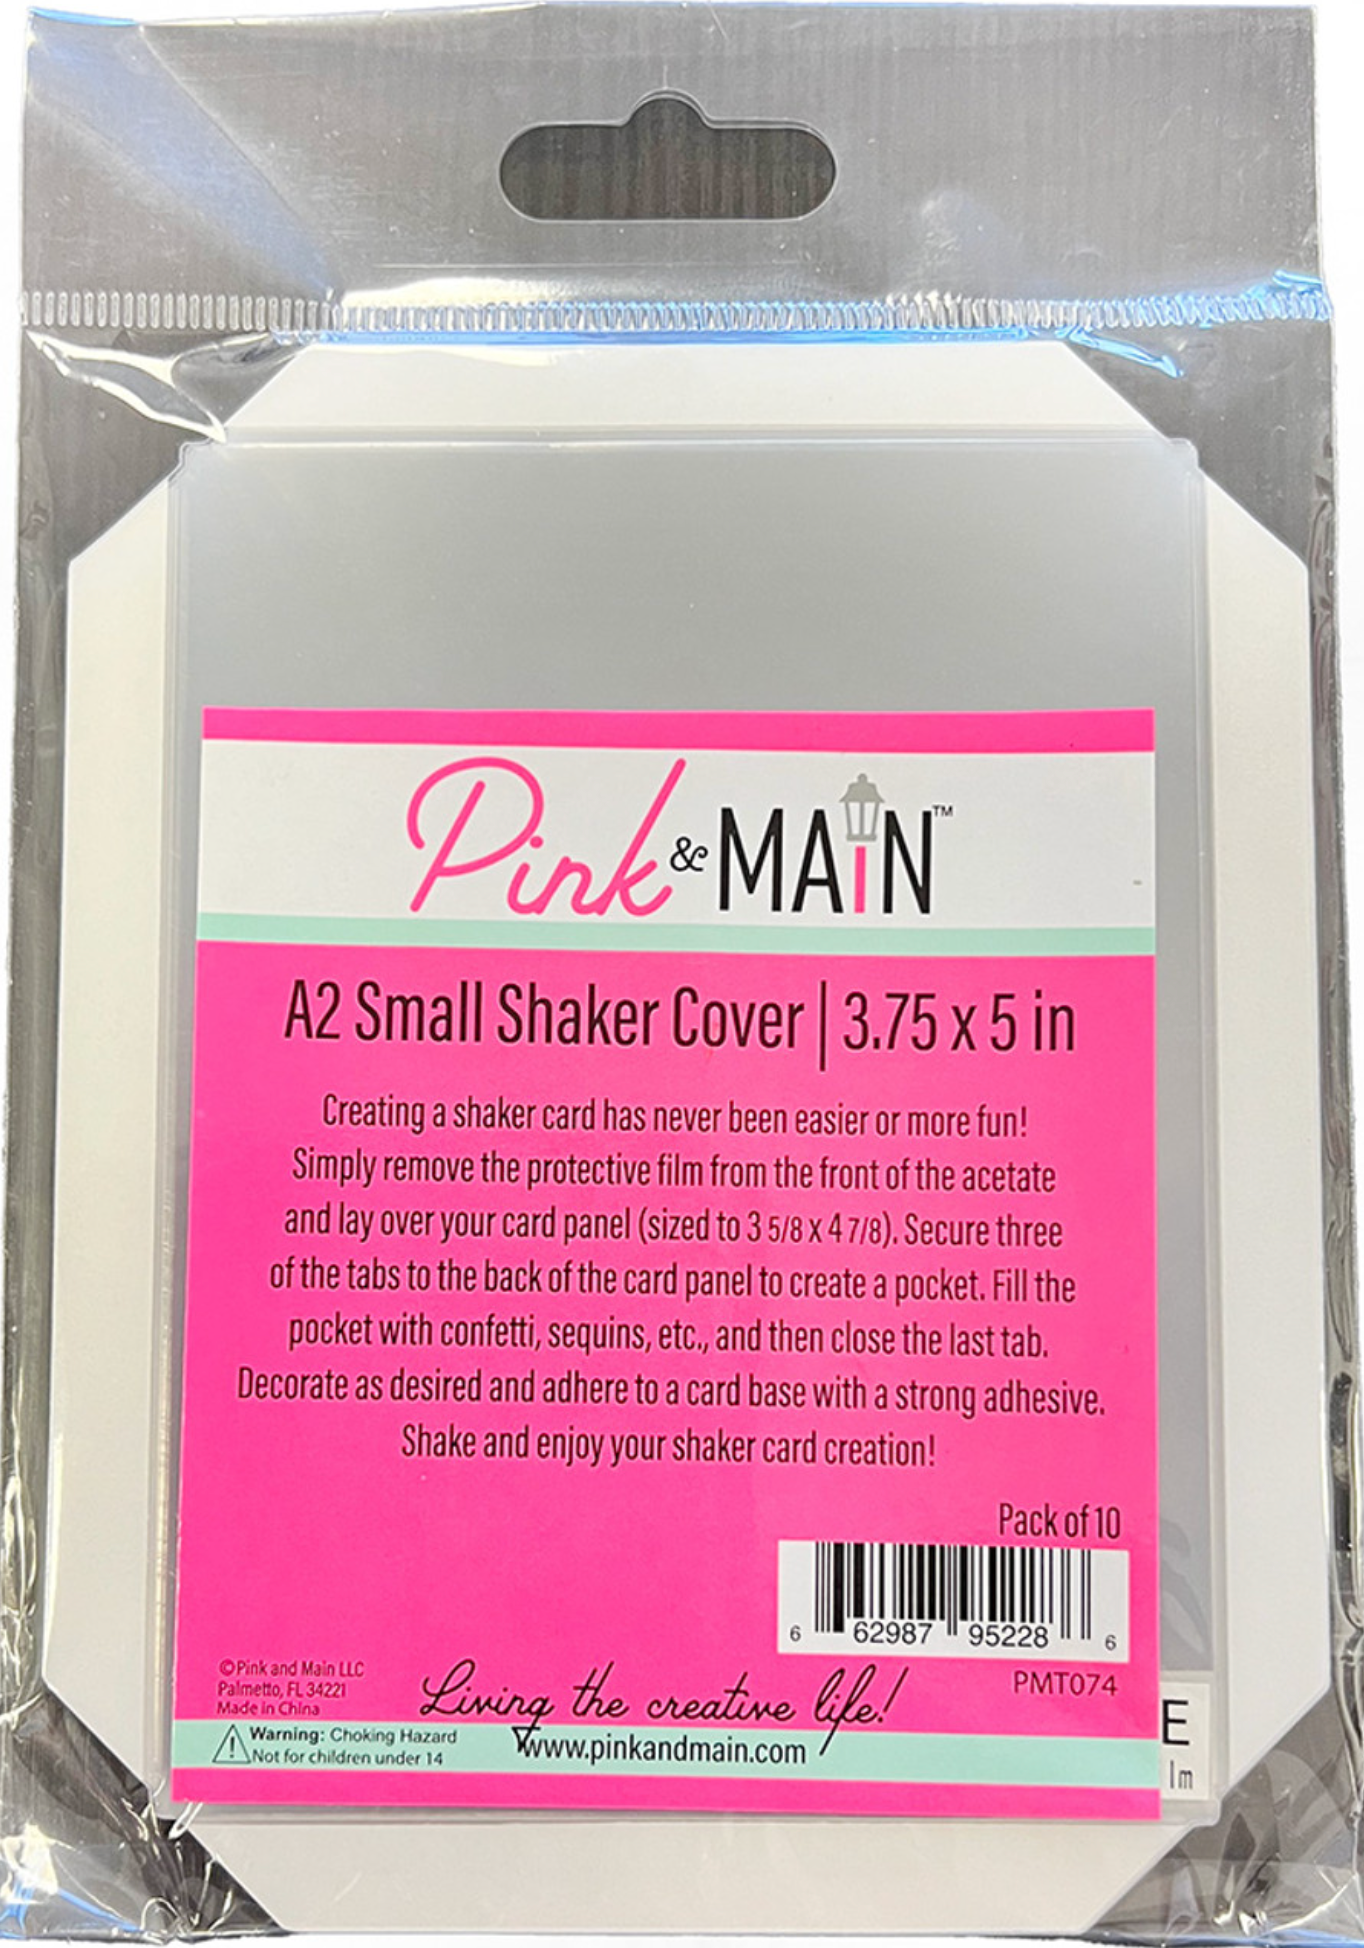 Pink & MAiN™
A2 Small Shaker Cover | 3.75 x 5 in
Creating a shaker card has never been easier or more fun!
Simply remove the protective film from the front of the acetate
and lay over your card panel (sized to 3 5/8 x 4 7/8). Secure three
of the tabs to the back of the card panel to create a pocket. Fill the
pocket with confetti, sequins, etc., and then close the last tab.
Decorate as desired and adhere to a card base with a strong adhesive.
Shake and enjoy your shaker card creation!
Pack of 10
6 62987 95228 6
PMT074
©Pink and Main LLC
Palmetto, FL 34221
Made in China
Living the creative life!
Warning: Choking Hazard
Not for children under 14
www.pinkandmain.com
E
lm